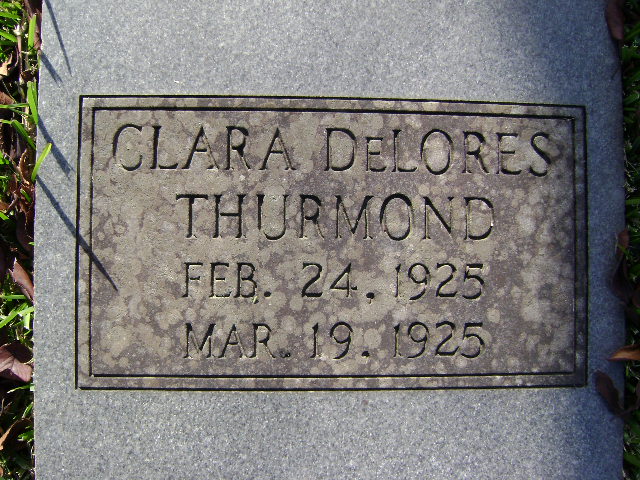 CLARA DeLORES
THURMOND
FEB. 24, 1925
MAR. 19. 1925